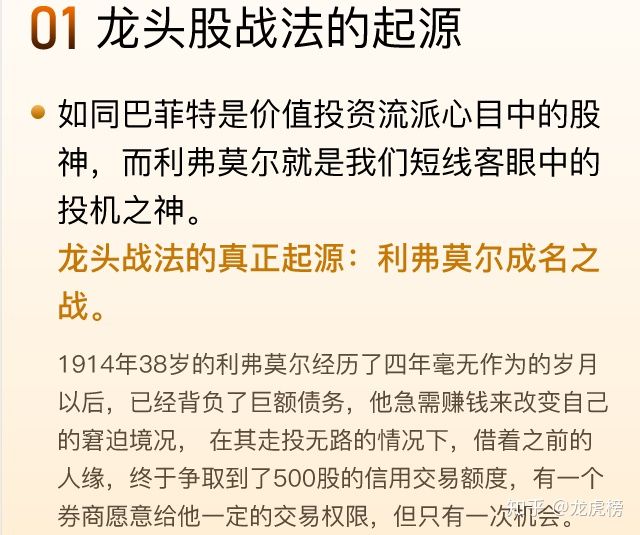 01 龙头股战法的起源
如同巴菲特是价值投资流派心目中的股
神，而利弗莫尔就是我们短线客眼中的
投机之神。
龙头战法的真正起源：利弗莫尔成名之
战。
1914年38岁的利弗莫尔经历了四年毫无作为的岁月
以后，已经背负了巨额债务，他急需赚钱来改变自己
的窘迫境况， 在其走投无路的情况下，借着之前的
人缘，终于争取到了500股的信用交易额度，有一个
券商愿意给他一定的交易权限，但只有一次机会。
知乎 @龙虎榜